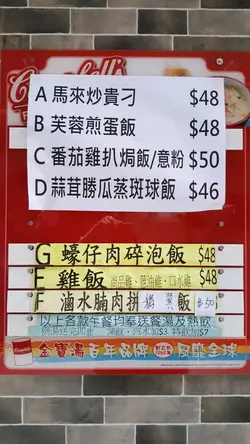 Campbell's
A 馬來炒貴刁 $48
B 芙蓉煎蛋飯 $48
C 番茄雞扒焗飯/意粉 $50
D 蒜茸勝瓜蒸斑球飯 $46
G 蠔仔肉碎泡飯 $48
E 雞飯 $48
F 滷水腩肉拼 飯 $50
以上各款午餐均奉送餐湯及熱飲
金寶湯 百年品牌 風靡全球